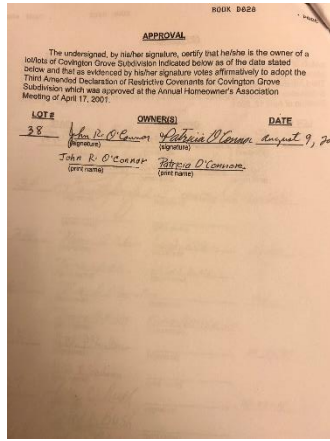 BOOK D628
APPROVAL
The undersigned, by his/her signature, certify that he/she is the owner of a
lot/lots of Covington Grove Subdivision indicated below as of the date stated
below and that as evidenced by his/her signature votes affirmatively to adopt the
Third Amended Declaration of Restrictive Covenants for Covington Grove
Subdivision which was approved at the Annual Homeowner's Association
Meeting of April 17, 2001.
LOT # OWNER(S) DATE
38 John R. O'Connor Patricia O'Connor August 9, 20
(signature) (signature)
John R. O'Connor Patricia O'Connor
(print name) (print name)